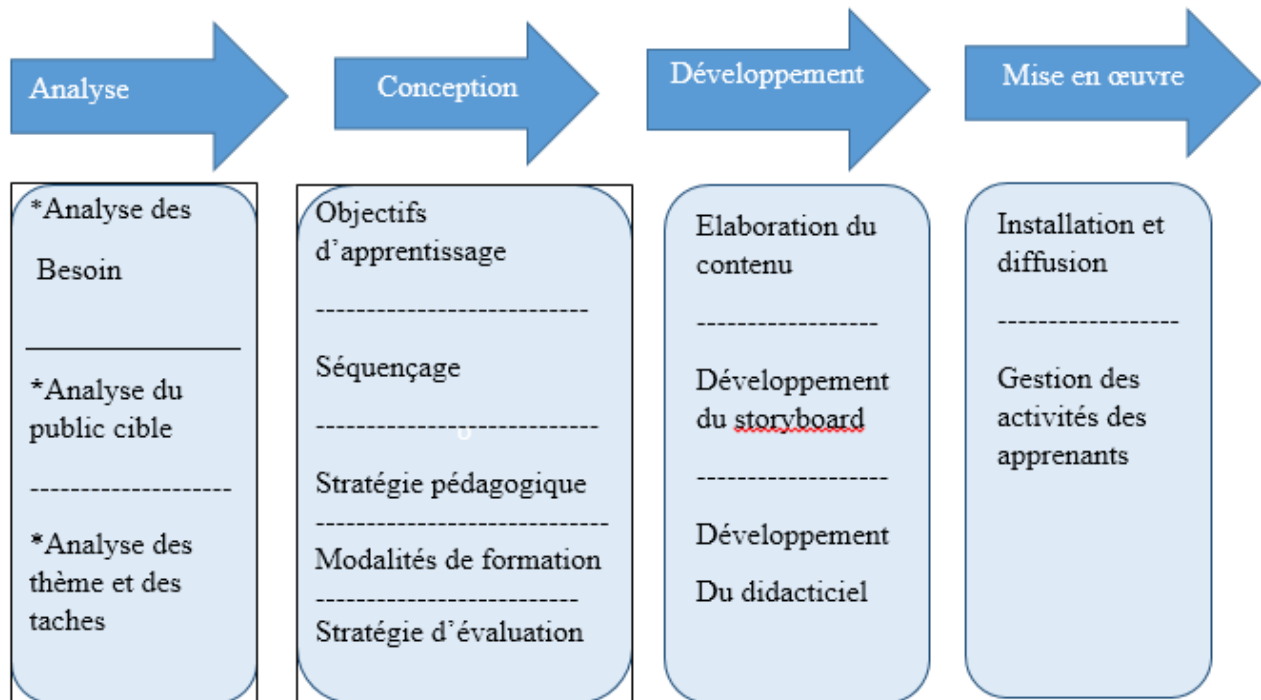 Analyse
Conception
Développement
Mise en œuvre
*Analyse des
Besoin
*Analyse du
public cible
--------------------
*Analyse des
thème et des
taches
Objectifs
d’apprentissage
---------------------------
Séquençage
----------------------------
Stratégie pédagogique
-----------------------------
Modalités de formation
--------------------------
Stratégie d’évaluation
Elaboration du
contenu
------------------
Développement
du storyboard
-------------------
Développement
Du didacticiel
Installation et
diffusion
------------------
Gestion des
activités des
apprenants